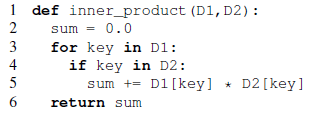 1 def inner_product(D1,D2):
2   sum = 0.0
3   for key in D1:
4     if key in D2:
5       sum += D1[key] * D2[key]
6   return sum